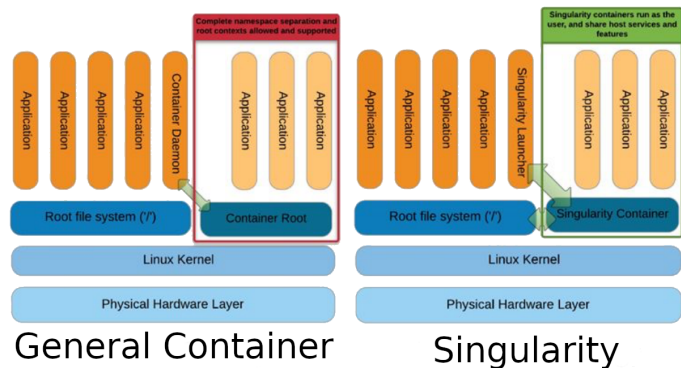 Complete namespace separation and
root contexts allowed and supported
Application
Application
Application
Application
Container Daemon
Application
Application
Application
Root file system ('/')
Container Root
Linux Kernel
Physical Hardware Layer
General Container
Singularity containers run as the
user, and share host services and
features
Application
Application
Application
Application
Singularity Launcher
Application
Application
Application
Root file system ('/')
Singularity Container
Linux Kernel
Physical Hardware Layer
Singularity